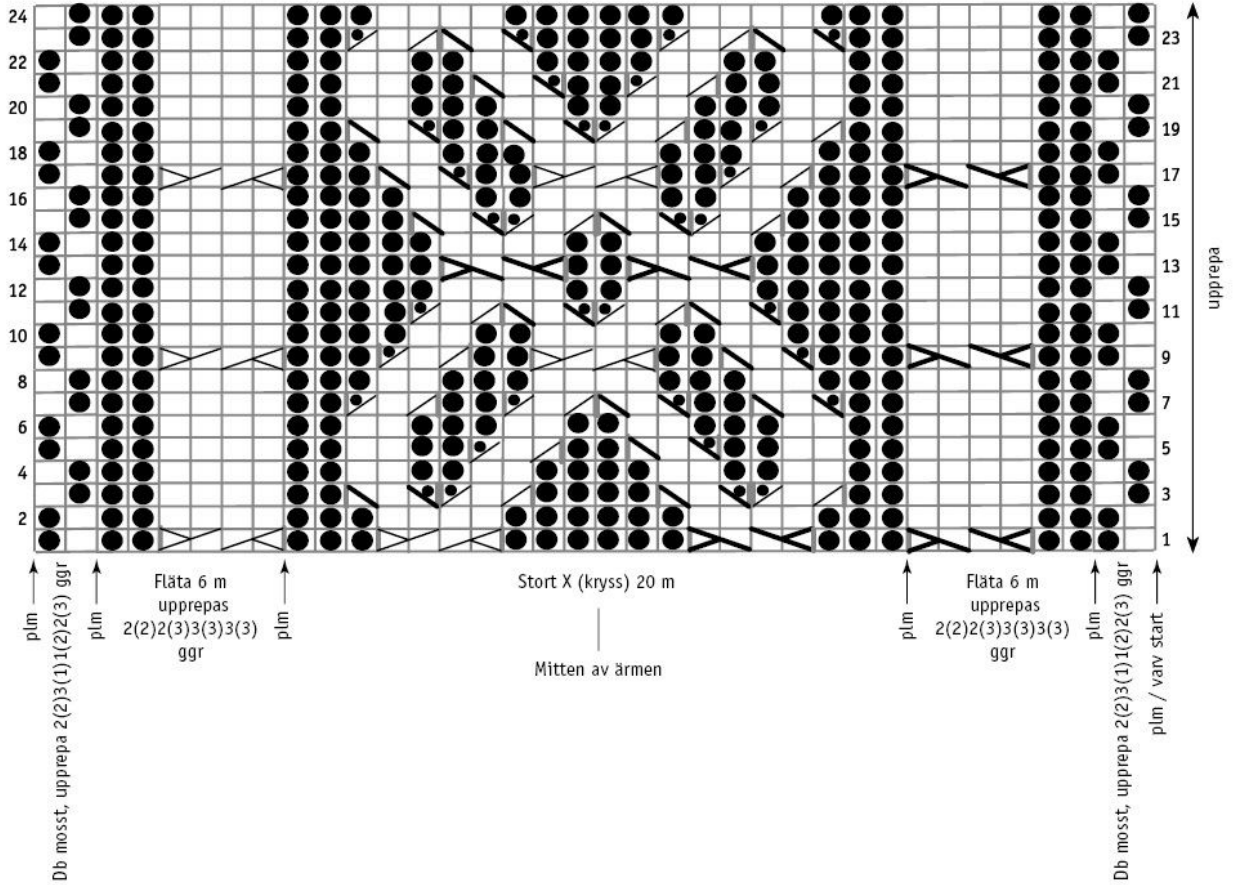 24
22
20
18
16
14
12
10
8
6
4
2
23
21
19
17
15
13
11
9
7
5
3
1
upprepa
plm
Db mosst, upprepa 2(2)3(1)1(2)2(3) ggr
plm
Fläta 6 m
upprepas
2(2)2(3)3(3)3(3)
ggr
plm
Stort X (kryss) 20 m
Mitten av ärmen
plm
Fläta 6 m
upprepas
2(2)2(3)3(3)3(3)
ggr
plm
Db mosst, upprepa 2(2)3(1)1(2)2(3) ggr
plm / varv start